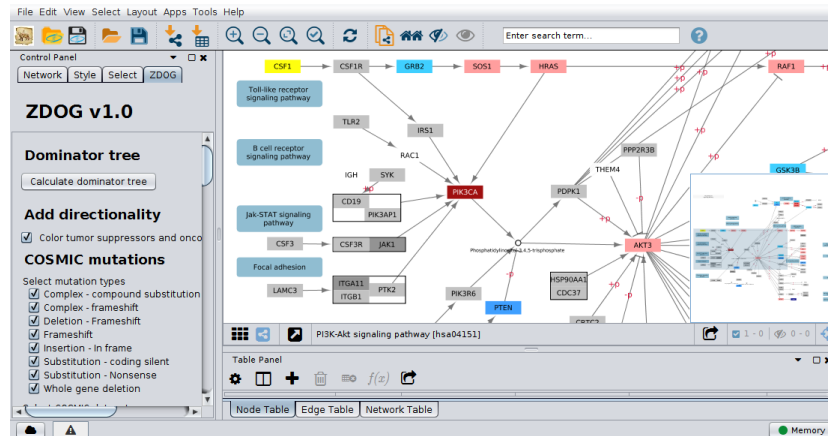 File Edit View Select Layout Apps Tools Help
Enter search term...
Control Panel
Network Style Select ZDOG
ZDOG v1.0
Dominator tree
Calculate dominator tree
Add directionality
Color tumor suppressors and onco
COSMIC mutations
Select mutation types
Complex - compound substitution
Complex - frameshift
Deletion - Frameshift
Frameshift
Insertion - In frame
Substitution - coding silent
Substitution - Nonsense
Whole gene deletion
CSF1
CSF1R
GRB2
SOS1
HRAS
+p
RAF1
Toll-like receptor
signaling pathway
TLR2
IRS1
+p
+p
B cell receptor
signaling pathway
RAC1
PPP2R3B
+p
IGH
SYK
THEM4
GSK3B
+p
CD19
PIK3AP1
PIK3CA
PDPK1
-p
Jak-STAT signaling
pathway
+p
CSF3
CSF3R
JAK1
AKT3
Phosphatidylinositol-3,4,5-trisphosphate
Focal adhesion
ITGA11
ITGB1
PTK2
LAMC3
-p
HSP90AA1
CDC37
+p
-p
PIK3R6
PTEN
CRTC2
PI3K-Akt signaling pathway [hsa04151]
1 - 0
0 - 0
Table Panel
f(x)
Node Table Edge Table Network Table
Memory